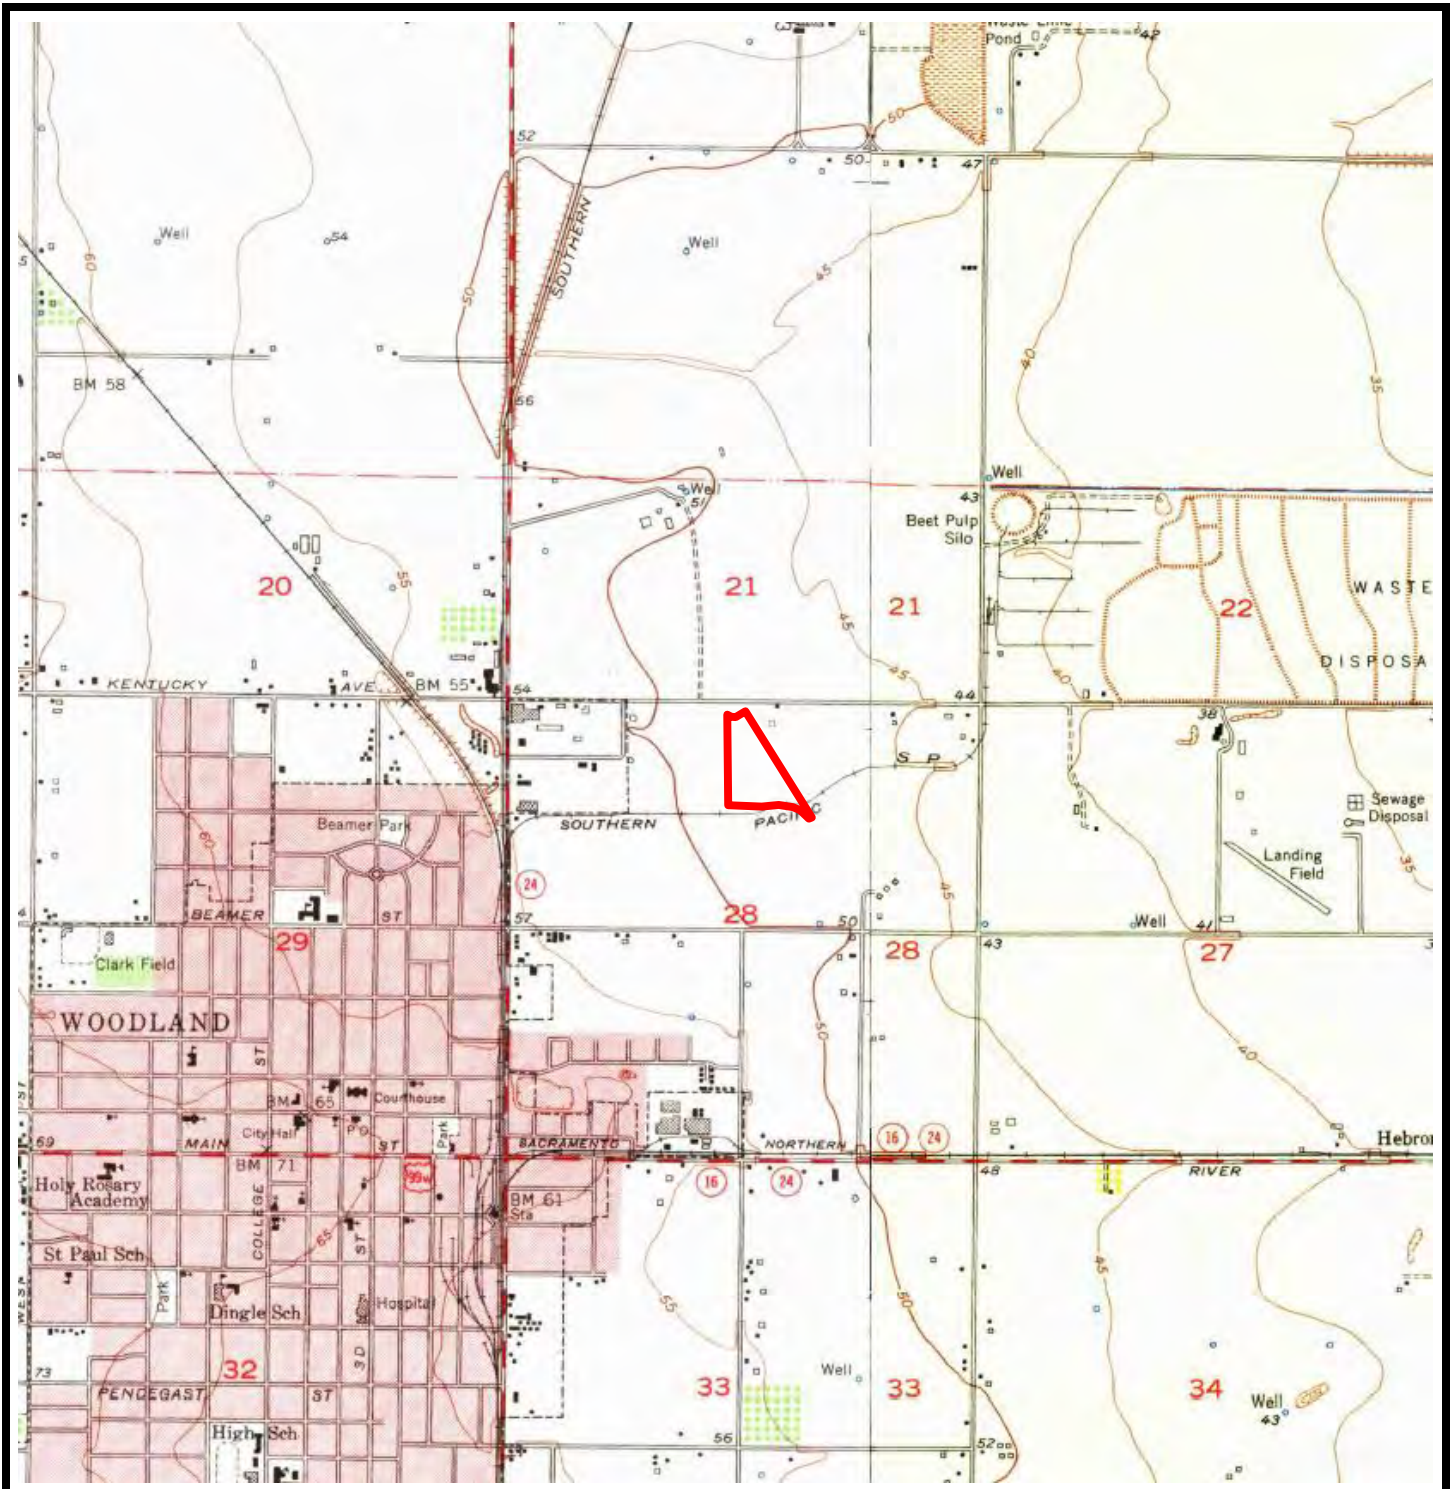 Pond
42
52
50
50
47
Well
54
Well
60
SOUTHERN
45
50
5
40
BM 58
35
56
Well
Well
51
43
Beet Pulp
Silo
20
55
21
21
22
WASTE
45
DISPOSA
KENTUCKY
AVE
BM 55
54
45
44
40
38
S P
SOUTHERN
PACIFIC
Sewage
Disposal
Beamer Park
60
Landing
Field
35
24
45
BEAMER
ST
57
28
50
Well
41
29
28
43
27
Clark Field
WOODLAND
50
40
ST
BM
65
Courthouse
City Hall
P O
Park
69
MAIN
ST
SACRAMENTO
NORTHERN
16
24
Hebron
BM 71
99W
16
24
48
RIVER
Holy Rosary
Academy
BM 61
Sta
COLLEGE
65
ST
St Paul Sch
45
Park
Dingle Sch
Hospital
55
50
WEST
ST
73
32
3D
33
Well
33
34
PENDEGAST
ST
Well
43
High Sch
56
52